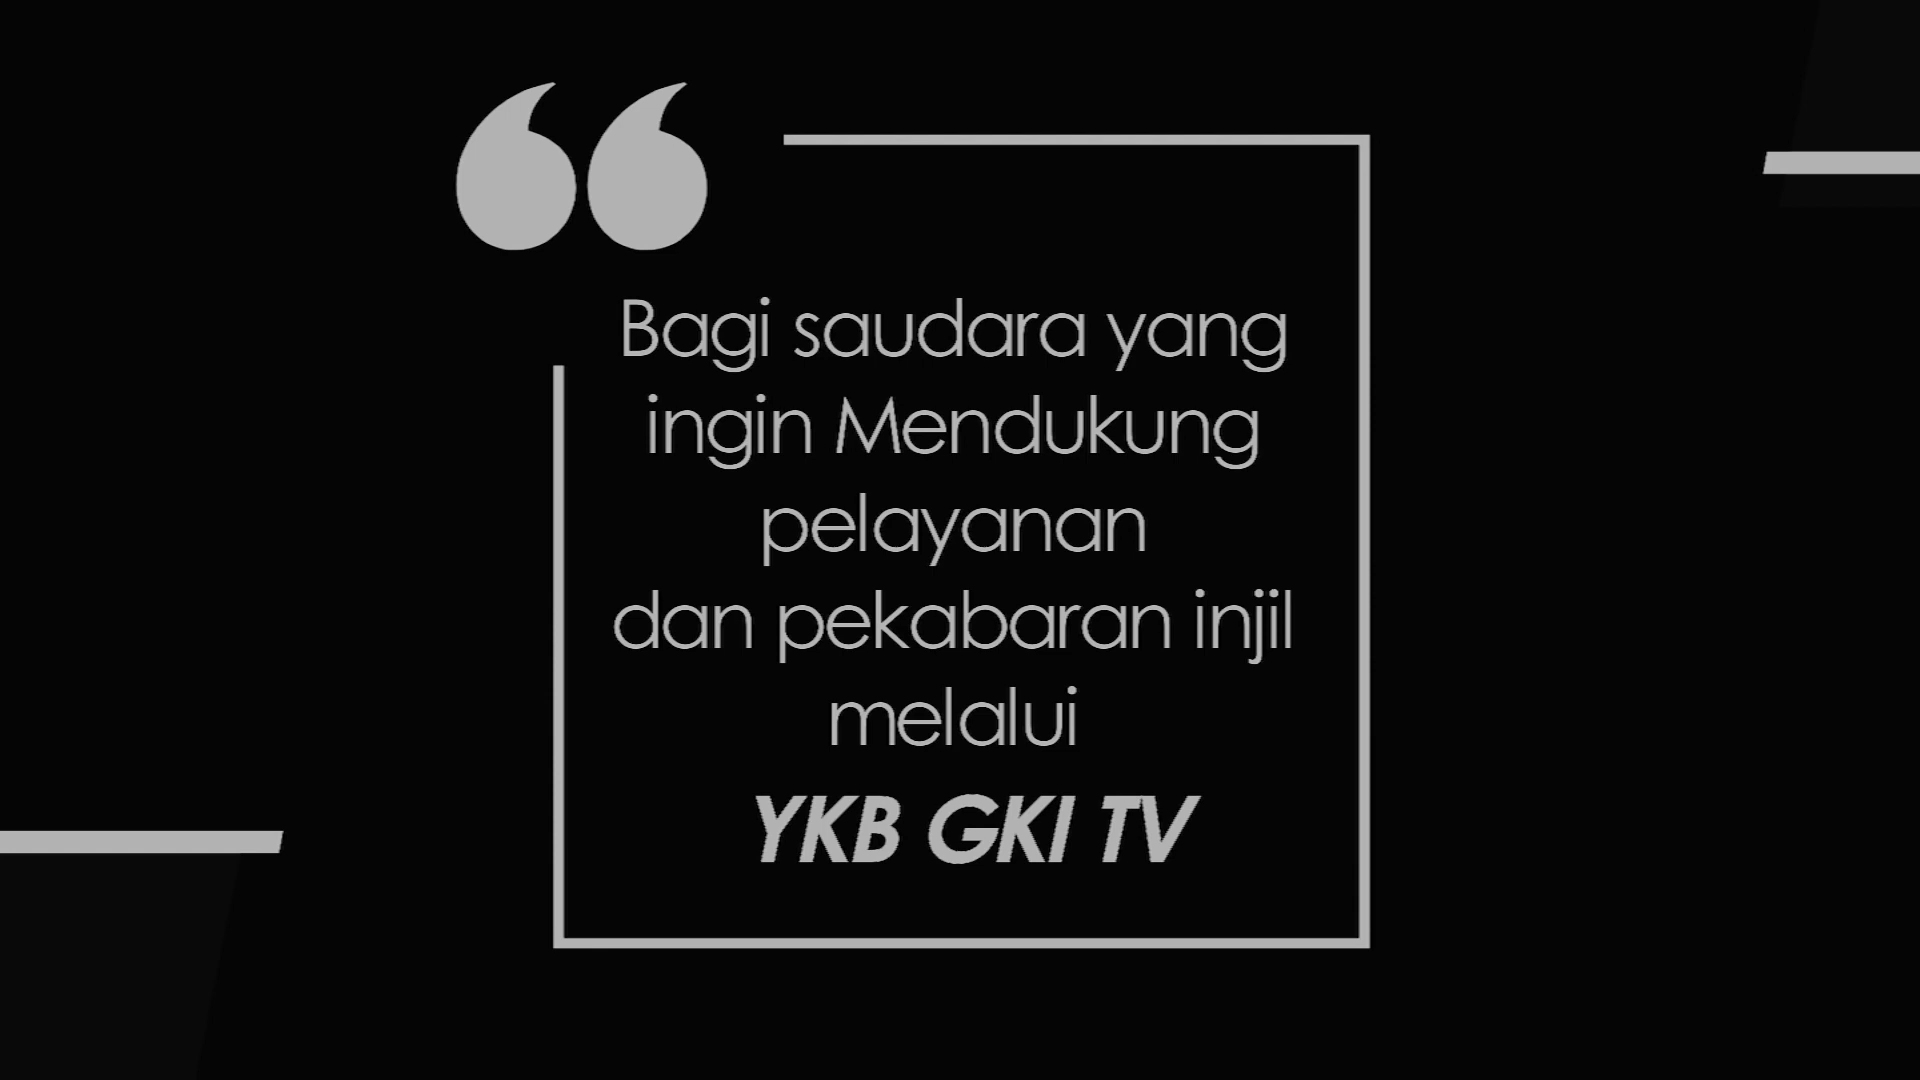 Bagi saudara yang
ingin Mendukung
pelayanan
dan pekabaran injil
melalui
YKB GKI TV